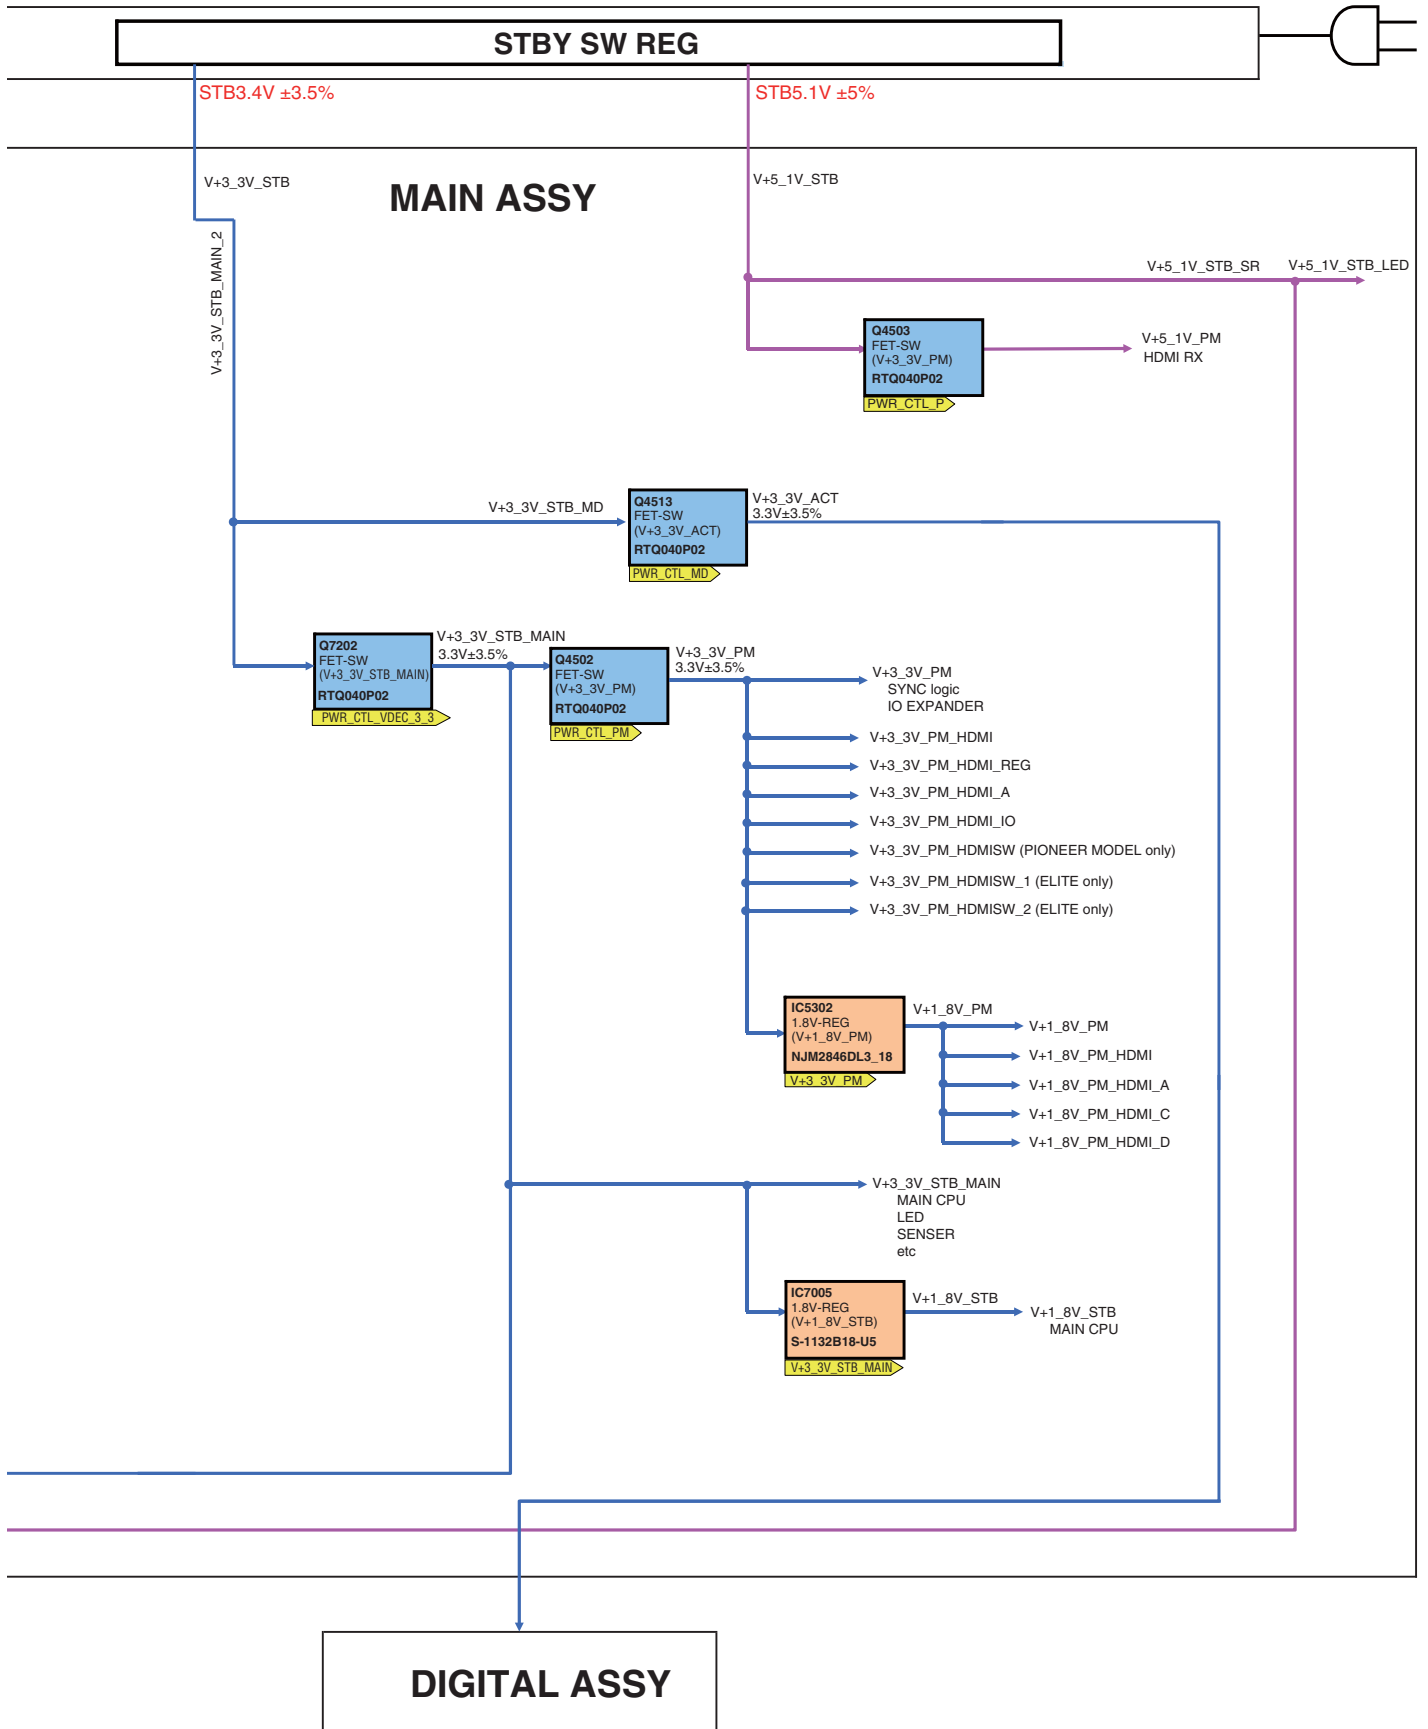 STBY SW REG
STB3.4V ±3.5%
STB5.1V ±5%
V+3_3V_STB
MAIN ASSY
V+5_1V_STB
V+3_3V_STB_MAIN_2
V+5_1V_STB_SR
V+5_1V_STB_LED
Q4503
FET-SW
(V+3_3V_PM)
RTQ040P02
PWR_CTL_P
V+5_1V_PM
HDMI RX
V+3_3V_STB_MD
Q4513
FET-SW
(V+3_3V_ACT)
RTQ040P02
PWR_CTL_MD
V+3_3V_ACT
3.3V±3.5%
Q7202
FET-SW
(V+3_3V_STB_MAIN)
RTQ040P02
PWR_CTL_VDEC_3_3
V+3_3V_STB_MAIN
3.3V±3.5%
Q4502
FET-SW
(V+3_3V_PM)
RTQ040P02
PWR_CTL_PM
V+3_3V_PM
3.3V±3.5%
V+3_3V_PM
SYNC logic
IO EXPANDER
V+3_3V_PM_HDMI
V+3_3V_PM_HDMI_REG
V+3_3V_PM_HDMI_A
V+3_3V_PM_HDMI_IO
V+3_3V_PM_HDMISW (PIONEER MODEL only)
V+3_3V_PM_HDMISW_1 (ELITE only)
V+3_3V_PM_HDMISW_2 (ELITE only)
IC5302
1.8V-REG
(V+1_8V_PM)
NJM2846DL3_18
V+3_3V_PM
V+1_8V_PM
V+1_8V_PM
V+1_8V_PM_HDMI
V+1_8V_PM_HDMI_A
V+1_8V_PM_HDMI_C
V+1_8V_PM_HDMI_D
V+3_3V_STB_MAIN
MAIN CPU
LED
SENSER
etc
IC7005
1.8V-REG
(V+1_8V_STB)
S-1132B18-U5
V+3_3V_STB_MAIN
V+1_8V_STB
V+1_8V_STB
MAIN CPU
DIGITAL ASSY